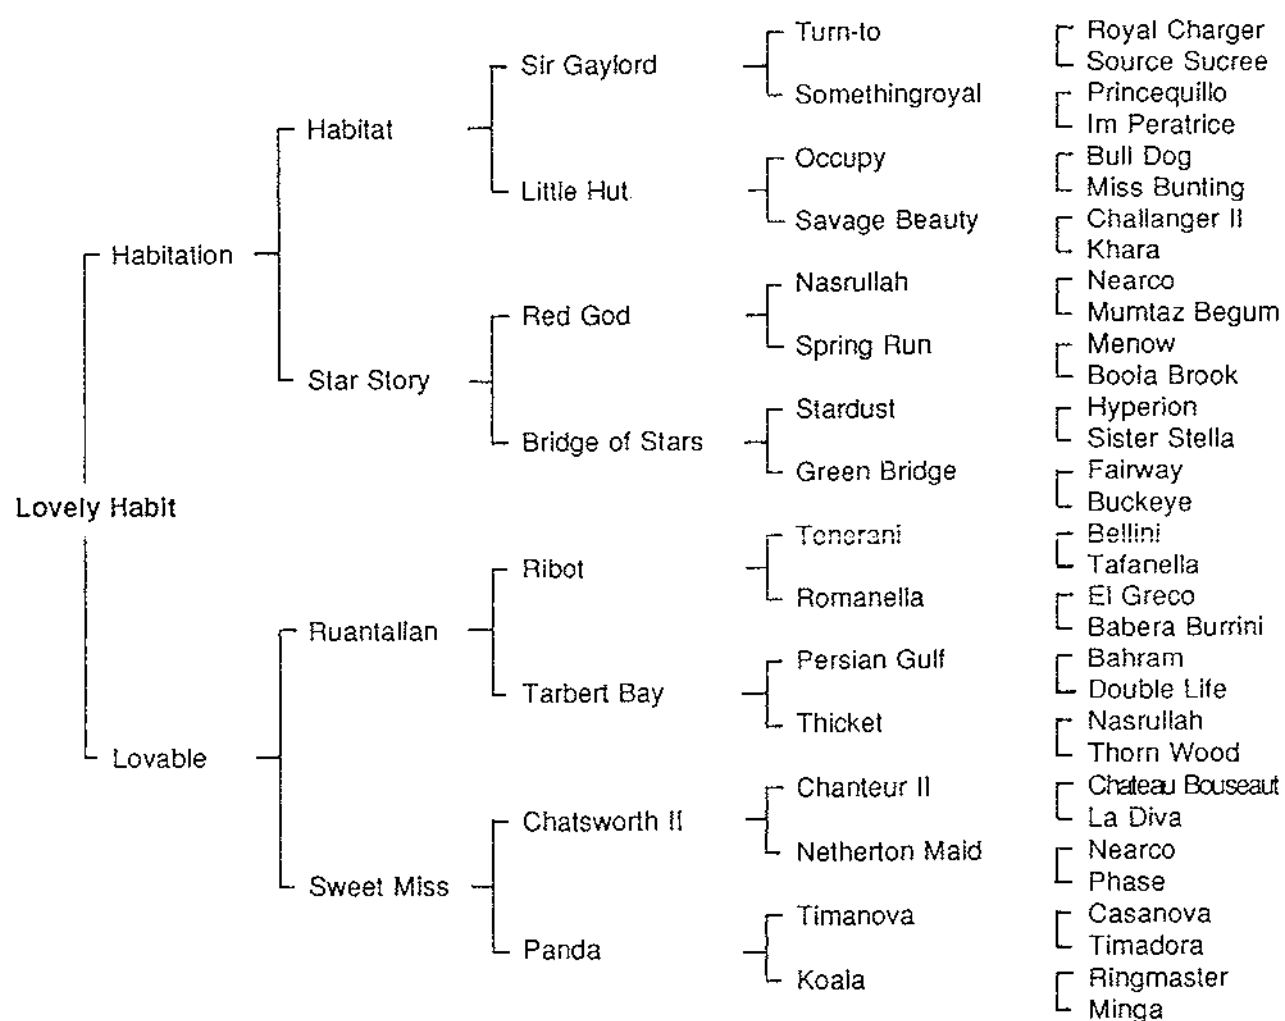 Turn-to
Royal Charger
Source Sucree
Sir Gaylord
Somethingroyal
Princequillo
Im Peratrice
Habitat
Occupy
Bull Dog
Miss Bunting
Little Hut
Savage Beauty
Challanger II
Khara
Habitation
Nasrullah
Nearco
Mumtaz Begum
Red God
Spring Run
Menow
Boola Brook
Star Story
Stardust
Hyperion
Sister Stella
Bridge of Stars
Green Bridge
Fairway
Buckeye
Lovely Habit
Tenerani
Bellini
Tafanella
Ribot
Romanella
El Greco
Babera Burrini
Ruantallan
Persian Gulf
Bahram
Double Life
Tarbert Bay
Thicket
Nasrullah
Thorn Wood
Lovable
Chanteur II
Chateau Bouseaut
La Diva
Chatsworth II
Netherton Maid
Nearco
Phase
Sweet Miss
Timanova
Casanova
Timadora
Panda
Koala
Ringmaster
Minga